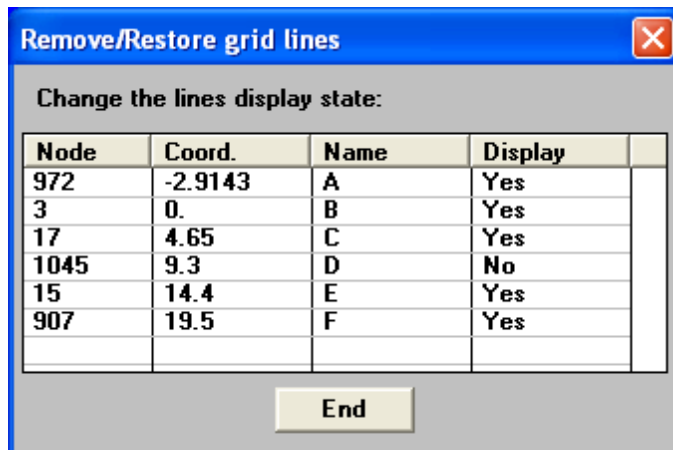 Remove/Restore grid lines
Change the lines display state:
Node Coord. Name Display
972 -2.9143 A Yes
3 0. B Yes
17 4.65 C Yes
1045 9.3 D No
15 14.4 E Yes
907 19.5 F Yes
End